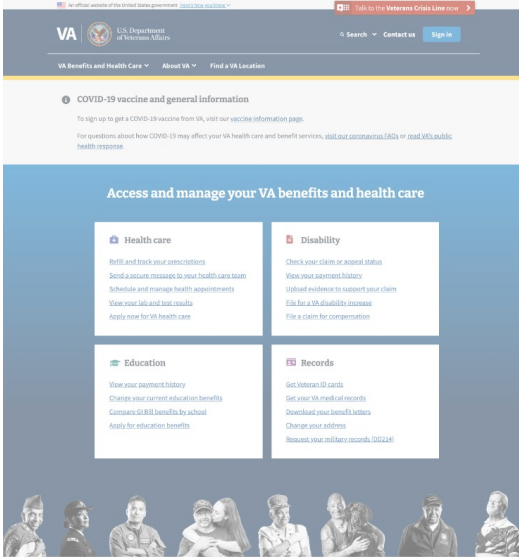 An official website of the United States government Here's how you know
Talk to the Veterans Crisis Line now
VA
U.S. Department
of Veterans Affairs
Search Contact us Sign in
VA Benefits and Health Care About VA Find a VA Location
COVID-19 vaccine and general information
To sign up to get a COVID-19 vaccine from VA, visit our vaccine information page.
For questions about how COVID-19 may affect your VA health care and benefit services, visit our coronavirus FAQs or read VA's public
health response.
Access and manage your VA benefits and health care
Health care
Refill and track your prescriptions
Send a secure message to your health care team
Schedule and manage health appointments
View your lab and test results
Apply now for VA health care
Disability
Check your claim or appeal status
View your payment history
Upload evidence to support your claim
File for a VA disability increase
File a claim for compensation
Education
View your payment history
Change your current education benefits
Compare GI Bill benefits by school
Apply for education benefits
Records
Get Veteran ID cards
Get your VA medical records
Download your benefit letters
Change your address
Request your military records (DD214)